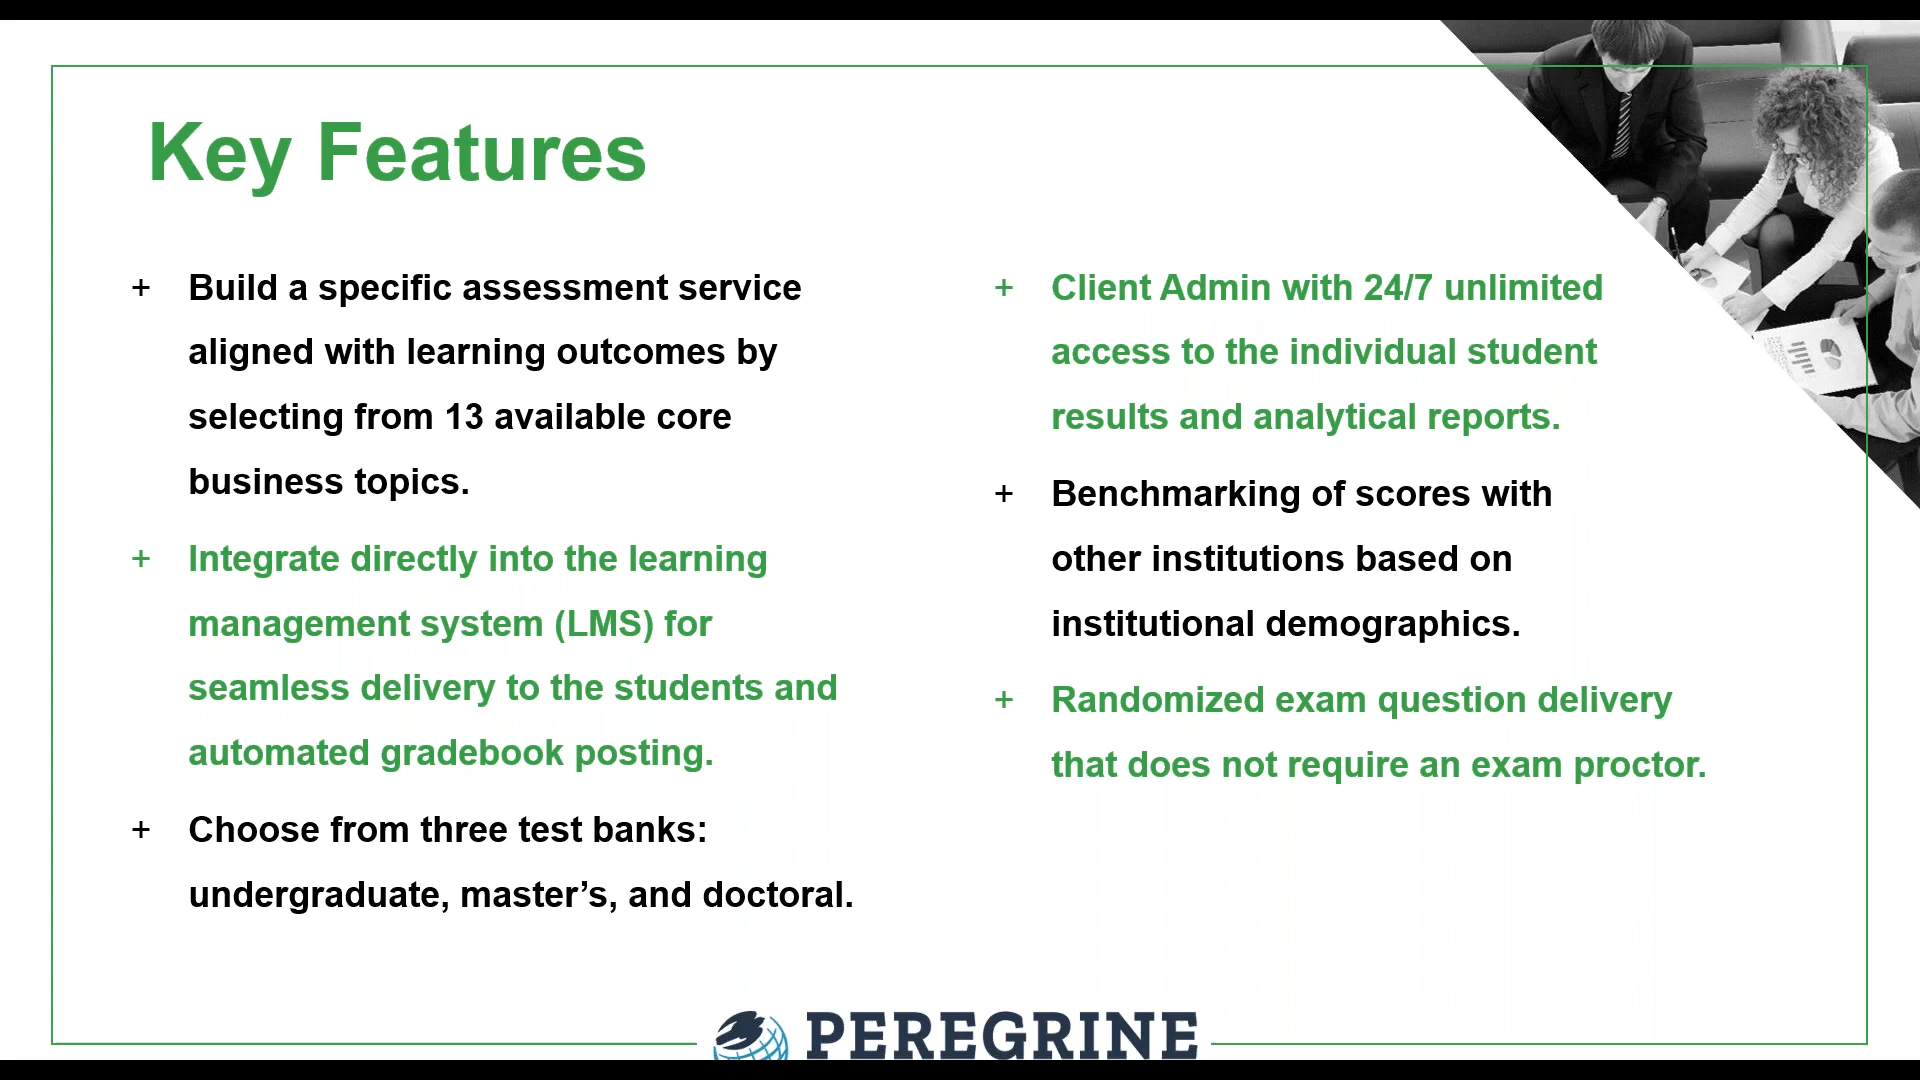 Key Features
+ Build a specific assessment service
aligned with learning outcomes by
selecting from 13 available core
business topics.
+ Integrate directly into the learning
management system (LMS) for
seamless delivery to the students and
automated gradebook posting.
+ Choose from three test banks:
undergraduate, master’s, and doctoral.
+ Client Admin with 24/7 unlimited
access to the individual student
results and analytical reports.
+ Benchmarking of scores with
other institutions based on
institutional demographics.
+ Randomized exam question delivery
that does not require an exam proctor.
PEREGRINE